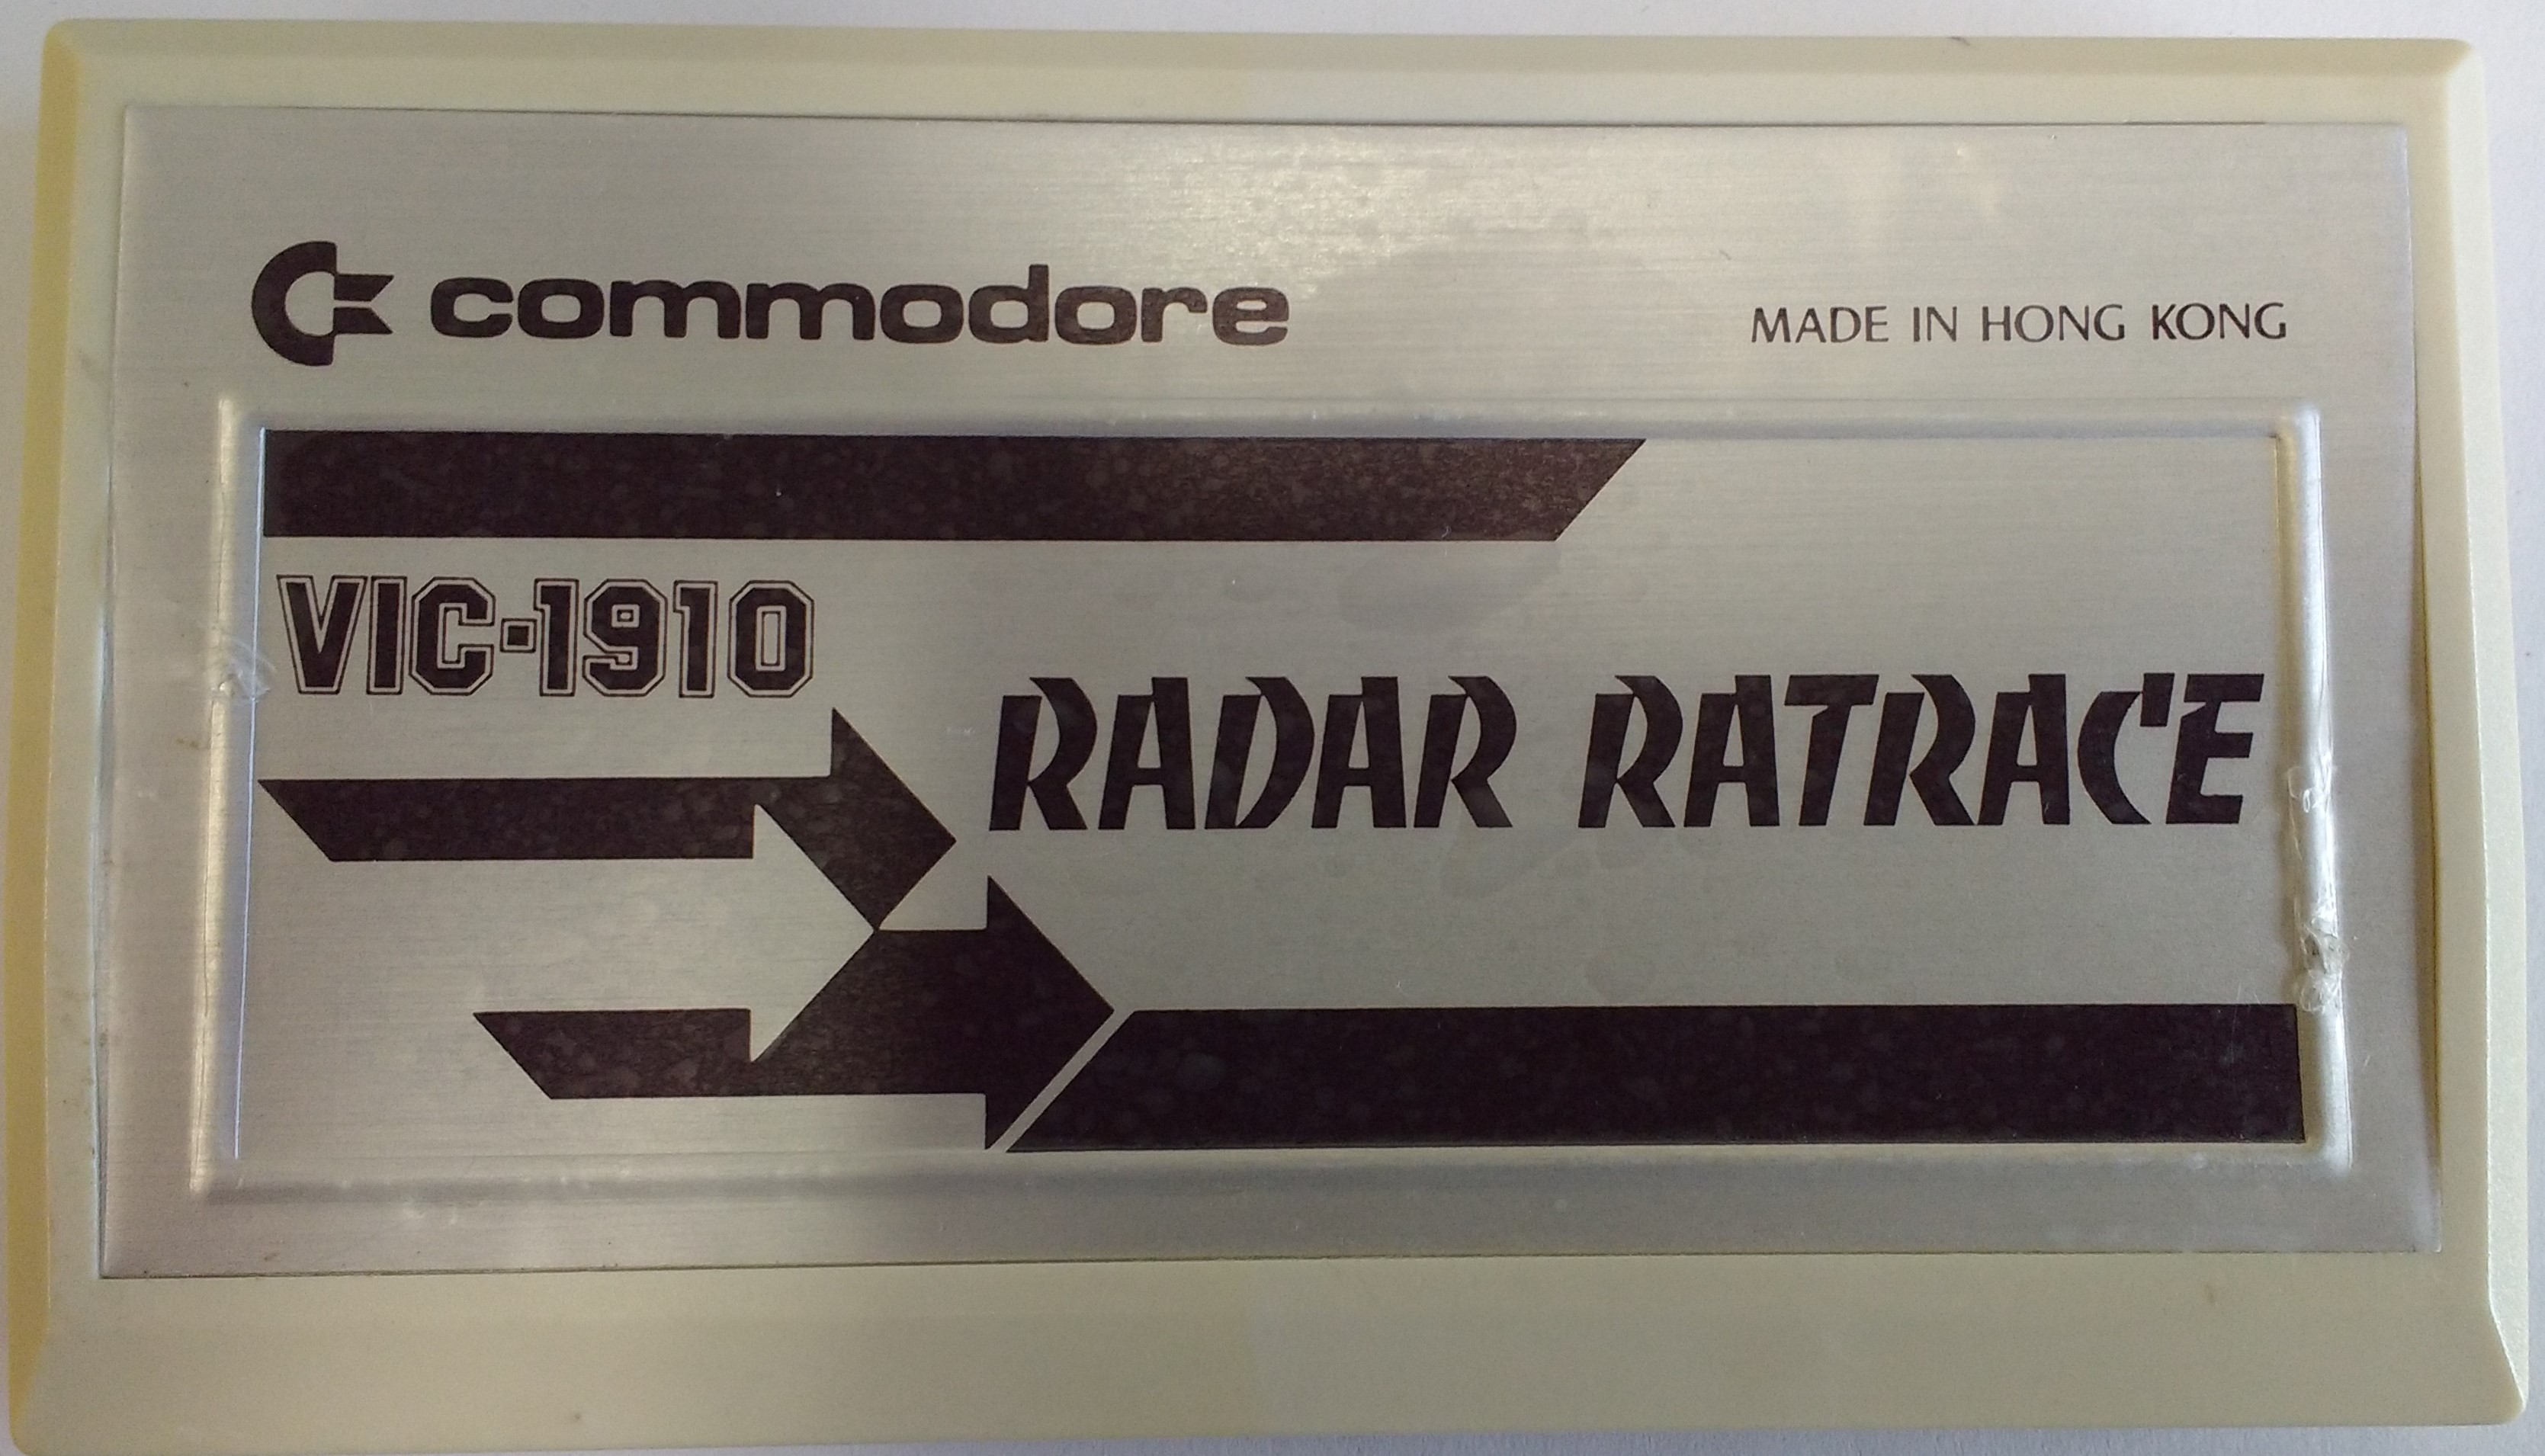 commodore
MADE IN HONG KONG
VIC-1910
RADAR RATRACE